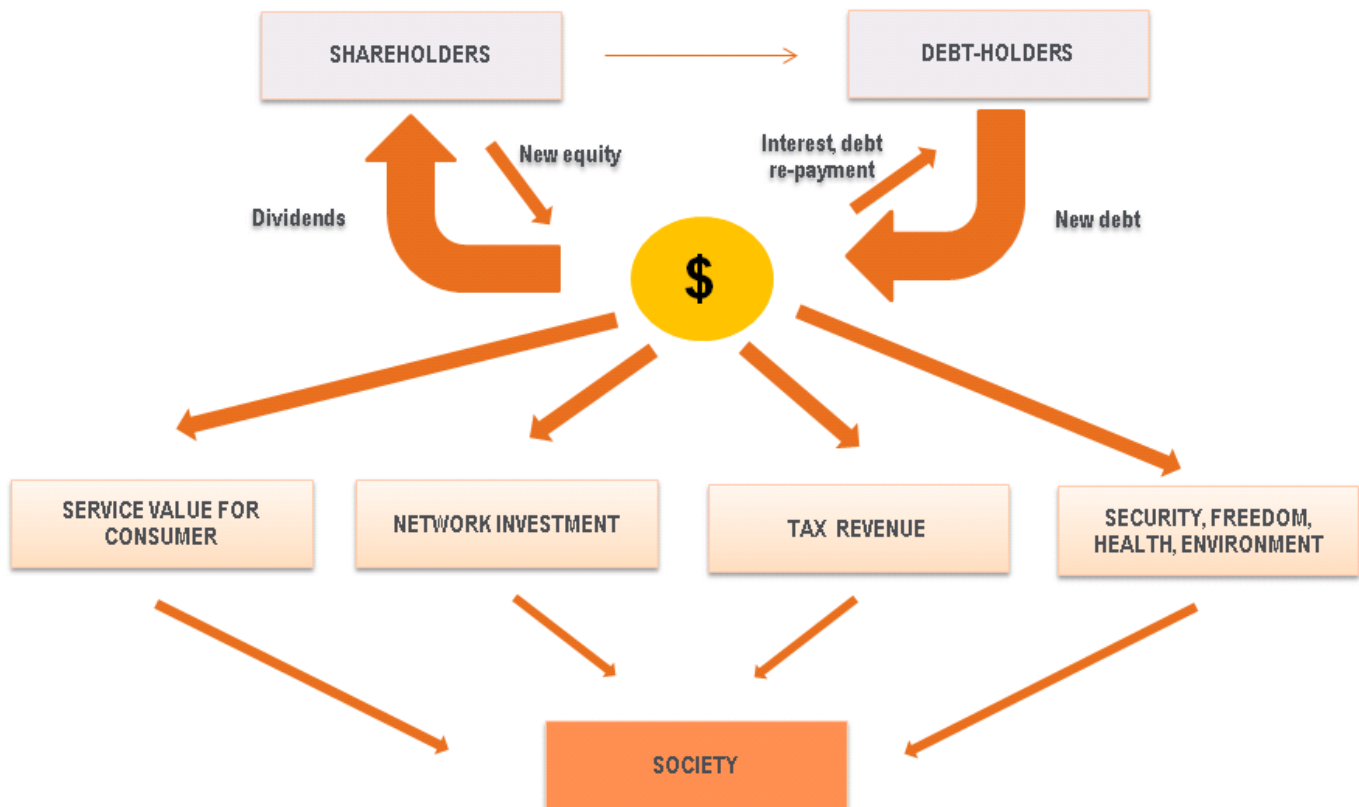 SHAREHOLDERS
DEBT-HOLDERS
New equity
Interest, debt
re-payment
Dividends
New debt
$
SERVICE VALUE FOR
CONSUMER
NETWORK INVESTMENT
TAX REVENUE
SECURITY, FREEDOM,
HEALTH, ENVIRONMENT
SOCIETY